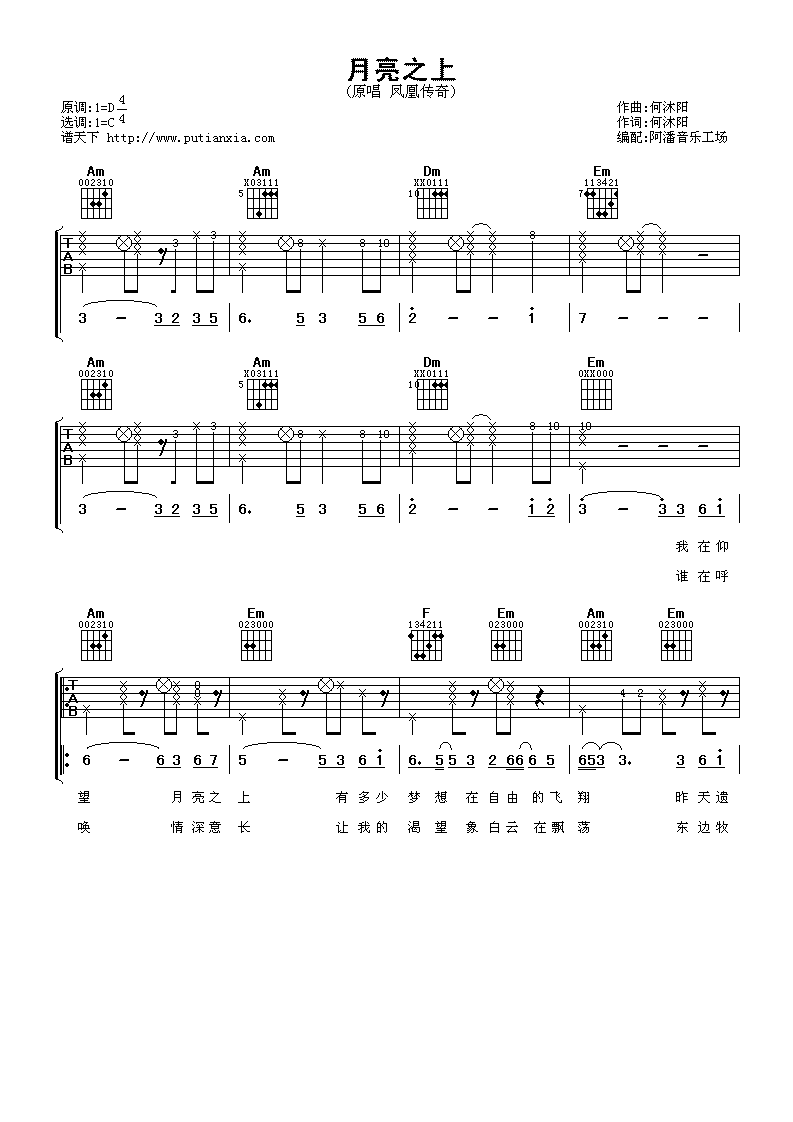 月亮之上
(原唱 凤凰传奇)
原调:1=D 4/4
选调:1=C
谱天下 http://www.putianxia.com
作曲:何沐阳
作词:何沐阳
编配:阿潘音乐工场
Am Am Dm Em
002310 X03111 XX0111 113421
5 10 7
T A B 3 3 8 8 10 8
3 - 3 2 3 5 6. 5 3 5 6 2 - - 1 7 - - -
Am Am Dm Em
002310 X03111 XX0111 0XX000
5 10
T A B 3 3 8 8 10 8 10 10
3 - 3 2 3 5 6. 5 3 5 6 2 - - 1 2 3 - 3 3 6 1
我 在 仰
谁 在 呼
Am Em F Em Am Em
002310 023000 134211 023000 002310 023000
T A B 0 0 4 2
6 - 6 3 6 7 5 - 5 3 6 1 6. 5 5 3 2 6 6 6 5 6 5 3 3. 3 6 1
望 月 亮 之 上 有 多 少 梦 想 在 自 由 的 飞 翔 昨 天 遗
唤 情 深 意 长 让 我 的 渴 望 象 白 云 在 飘 荡 东 边 牧